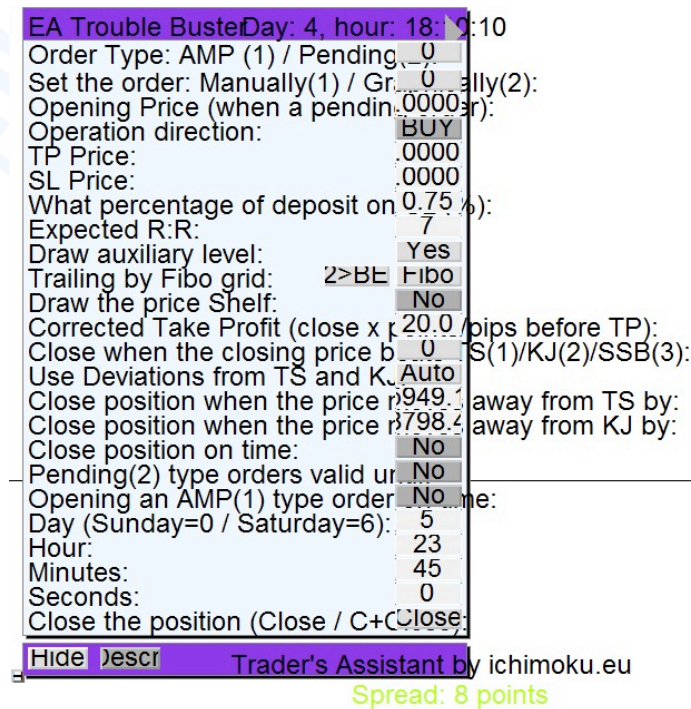 EA Trouble Buster Day: 4, hour: 18: :10
Order Type: AMP (1) / Pending 0
Set the order: Manually(1) / Gr 0 ally(2):
Opening Price (when a pendin .0000 r):
Operation direction: BUY
TP Price: .0000
SL Price: .0000
What percentage of deposit on 0.75 %):
Expected R:R: 7
Draw auxiliary level: Yes
Trailing by Fibo grid: 2>BE Fibo
Draw the price Shelf: No
Corrected Take Profit (close x p 20.0 /pips before TP):
Close when the closing price b 0 TS(1)/KJ(2)/SSB(3):
Use Deviations from TS and KJ Auto
Close position when the price 949.1 away from TS by:
Close position when the price 798.4 away from KJ by:
Close position on time: No
Pending(2) type orders valid un No
Opening an AMP(1) type order No me:
Day (Sunday=0 / Saturday=6): 5
Hour: 23
Minutes: 45
Seconds: 0
Close the position (Close / C+C Close :
Hide Descr Trader's Assistant by ichimoku.eu
Spread: 8 points